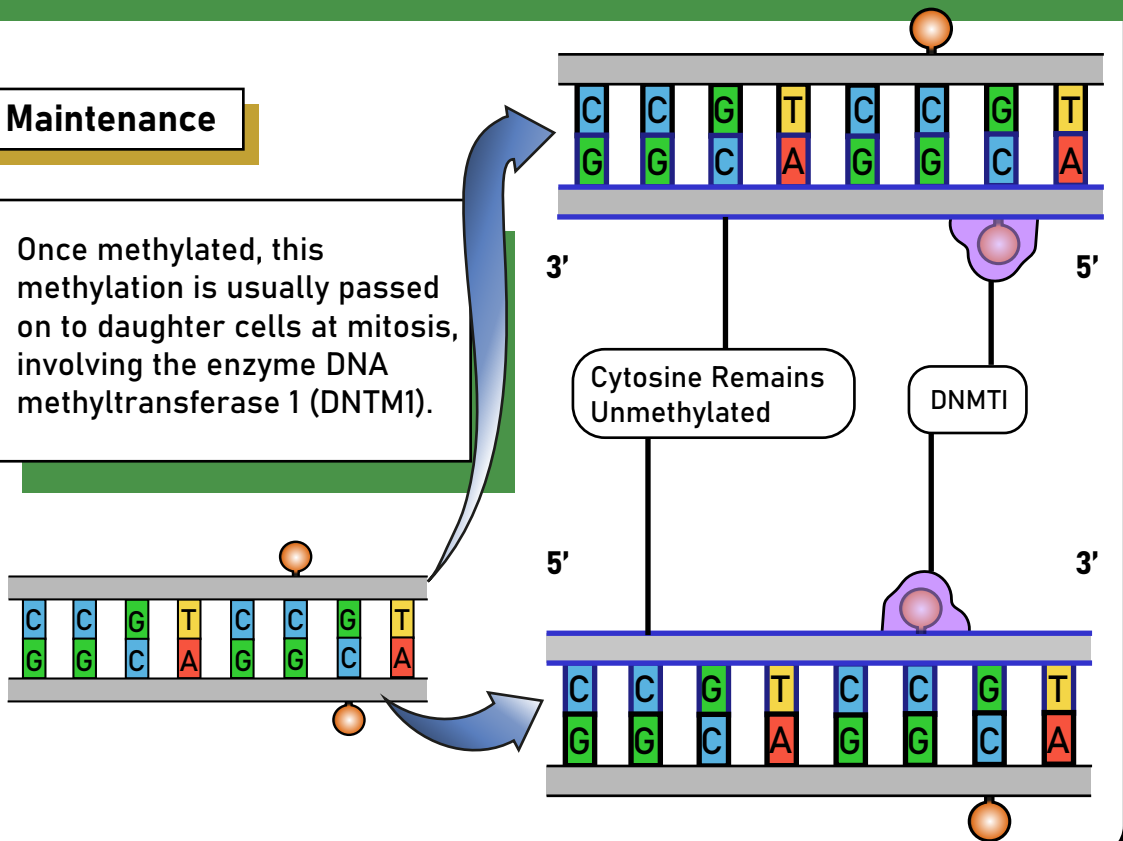 Maintenance
Once methylated, this
methylation is usually passed
on to daughter cells at mitosis,
involving the enzyme DNA
methyltransferase 1 (DNTM1).
C C G T C C G T
G G C A G G C A
3’ 5’
Cytosine Remains
Unmethylated
DNMTI
5’ 3’
C C G T C C G T
G G C A G G C A
C C G T C C G T
G G C A G G C A